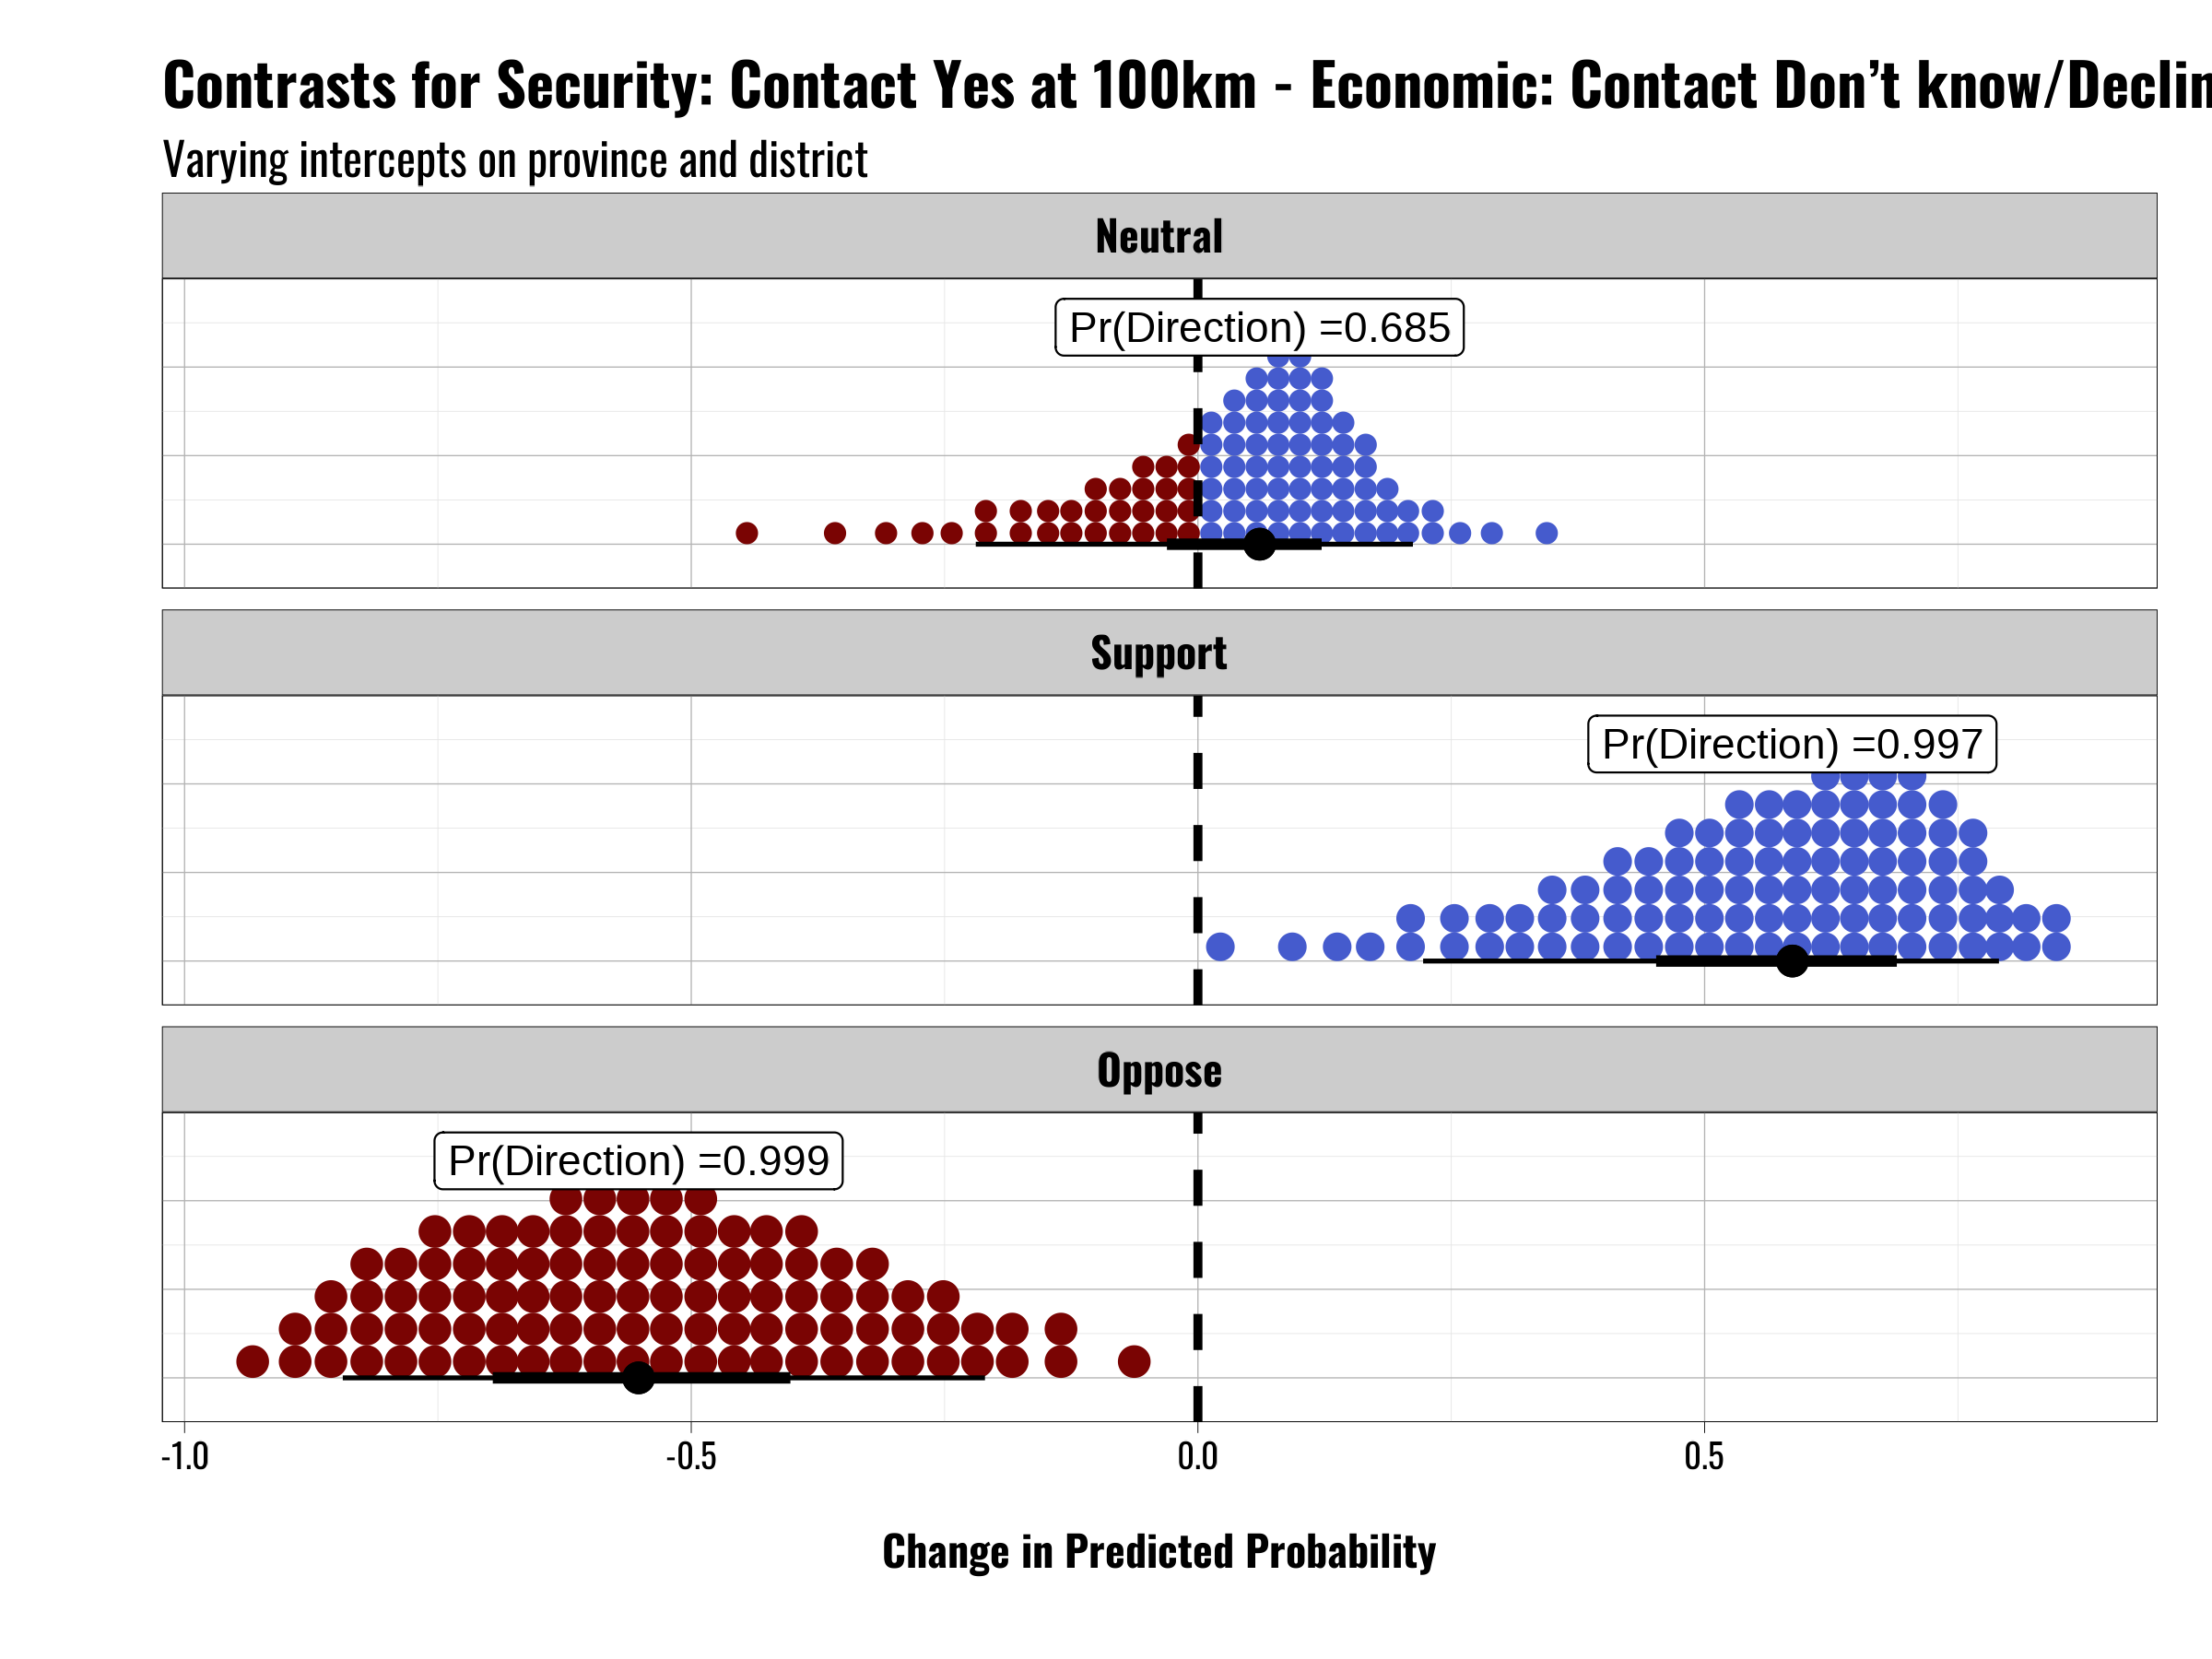 Contrasts for Security: Contact Yes at 100km - Economic: Contact Don’t know/Declin
Varying intercepts on province and district
Neutral
Pr(Direction) =0.685
Support
Pr(Direction) =0.997
Oppose
Pr(Direction) =0.999
-1.0 -0.5 0.0 0.5
Change in Predicted Probability